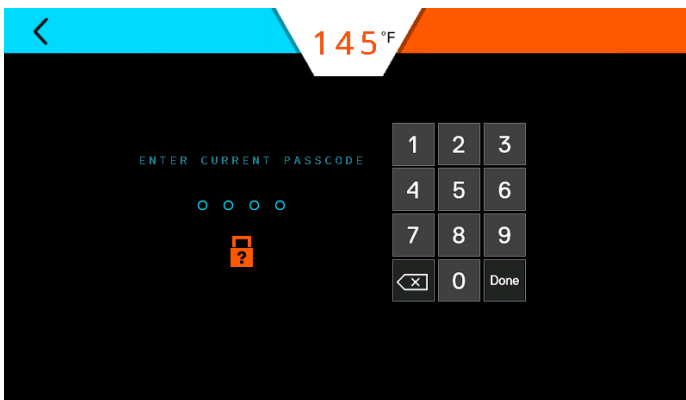 145°F
ENTER CURRENT PASSCODE
1 2 3
4 5 6
7 8 9
0 Done
?